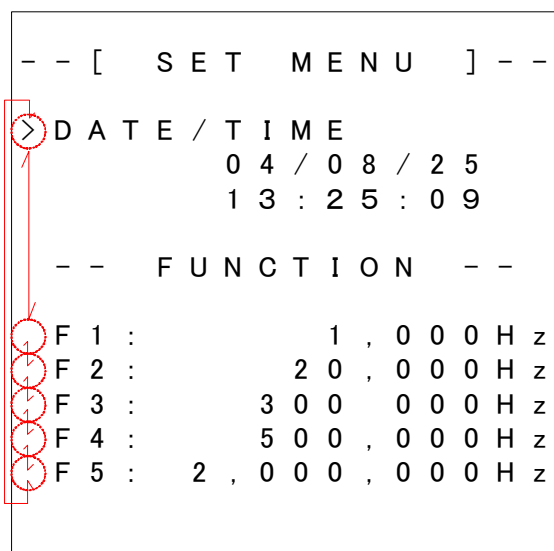 --[ SET MENU ]--
>DATE/TIME
04/08/25
13:25:09
-- FUNCTION --
F1: 1,000Hz
F2: 20,000Hz
F3: 300 000Hz
F4: 500,000Hz
F5: 2,000,000Hz